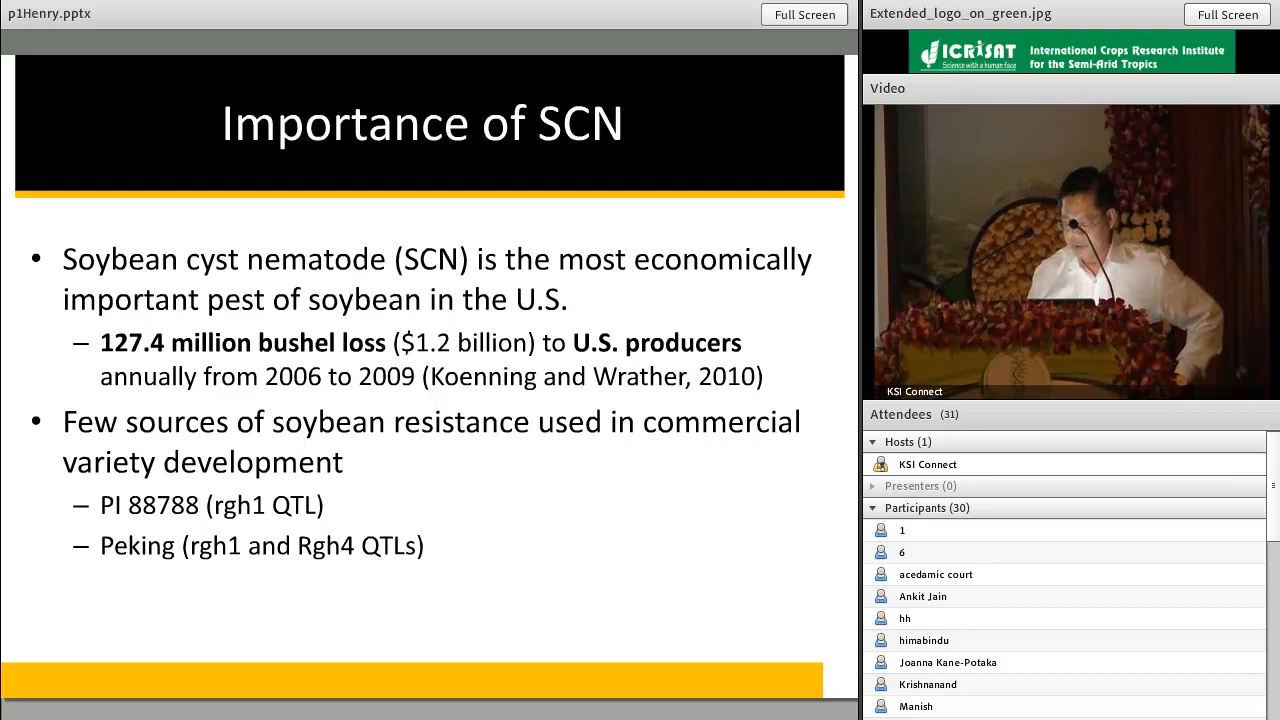 p1Henry.pptx
Full Screen
Importance of SCN
• Soybean cyst nematode (SCN) is the most economically
important pest of soybean in the U.S.
– 127.4 million bushel loss ($1.2 billion) to U.S. producers
annually from 2006 to 2009 (Koenning and Wrather, 2010)
• Few sources of soybean resistance used in commercial
variety development
– PI 88788 (rgh1 QTL)
– Peking (rgh1 and Rgh4 QTLs)
Extended_logo_on_green.jpg
Full Screen
ICRISAT
Science with a human face
International Crops Research Institute
for the Semi-Arid Tropics
Video
KSI Connect
Attendees (31)
Hosts (1)
KSI Connect
Presenters (0)
Participants (30)
1
6
acedamic court
Ankit Jain
hh
himabindu
Joanna Kane-Potaka
Krishnanand
Manish